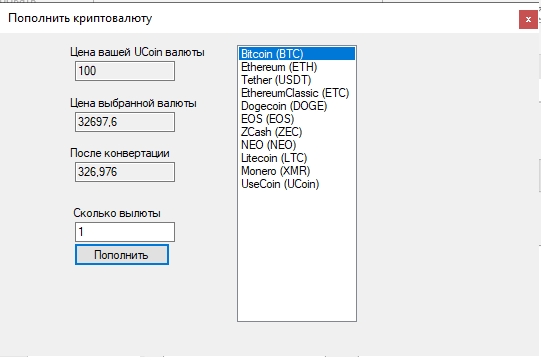 Пополнить криптовалюту
x
Цена вашей UCoin валюты
100
Цена выбранной валюты
32697,6
После конвертации
326,976
Сколько вылюты
1
Пополнить
Bitcoin (BTC)
Ethereum (ETH)
Tether (USDT)
EthereumClassic (ETC)
Dogecoin (DOGE)
EOS (EOS)
ZCash (ZEC)
NEO (NEO)
Litecoin (LTC)
Monero (XMR)
UseCoin (UCoin)